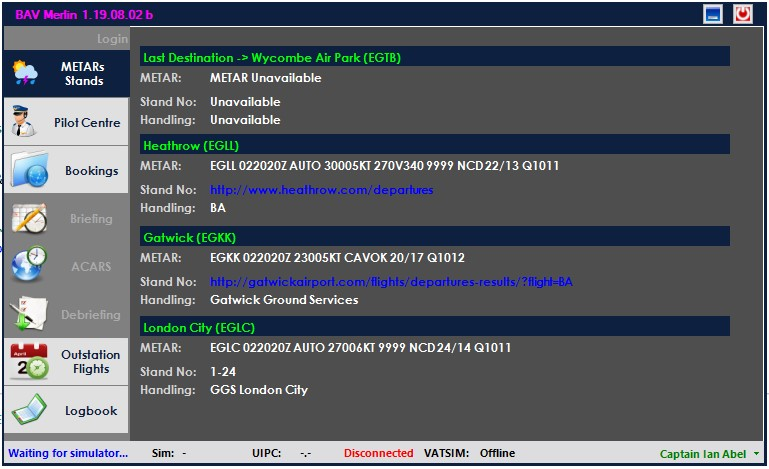 BAV Merlin 1.19.08.02 b
Login
METARs
Stands
Pilot Centre
Bookings
Briefing
ACARS
Debriefing
April
2
Outstation
Flights
Logbook
Last Destination -> Wycombe Air Park (EGTB)
METAR: METAR Unavailable
Stand No: Unavailable
Handling: Unavailable
Heathrow (EGLL)
METAR: EGLL 022020Z AUTO 30005KT 270V340 9999 NCD 22/13 Q1011
Stand No: http://www.heathrow.com/departures
Handling: BA
Gatwick (EGKK)
METAR: EGKK 022020Z 23005KT CAVOK 20/17 Q1012
Stand No: http://gatwickairport.com/flights/departures-results/?flight=BA
Handling: Gatwick Ground Services
London City (EGLC)
METAR: EGLC 022020Z AUTO 27006KT 9999 NCD 24/14 Q1011
Stand No: 1-24
Handling: GGS London City
Waiting for simulator... Sim: - UIPC: -.- Disconnected VATSIM: Offline Captain Ian Abel